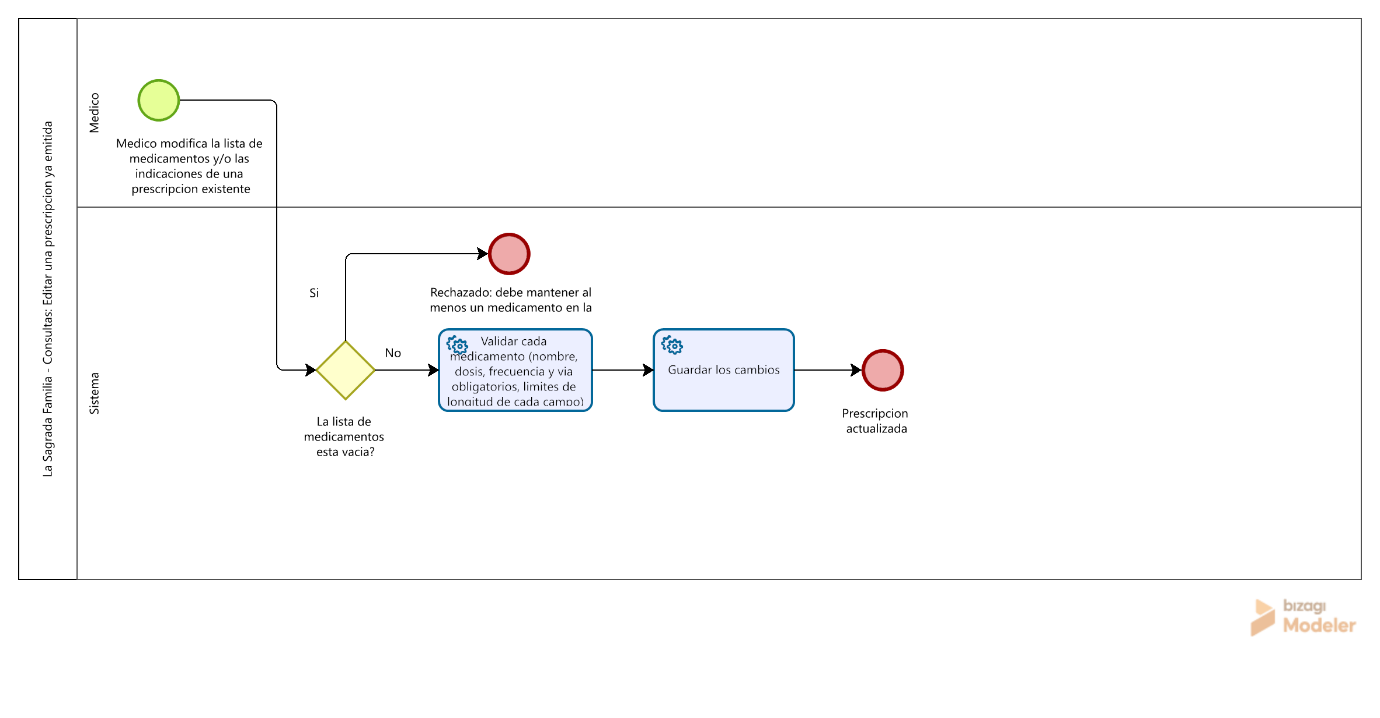 La Sagrada Familia - Consultas: Editar una prescripcion ya emitida
Medico
Medico modifica la lista de
medicamentos y/o las
indicaciones de una
prescripcion existente
Sistema
Si
Rechazado: debe mantener al
menos un medicamento en la
No
Validar cada
medicamento (nombre,
dosis, frecuencia y via
obligatorios, limites de
longitud de cada campo)
Guardar los cambios
La lista de
medicamentos
esta vacia?
Prescripcion
actualizada
bizagi
Modeler